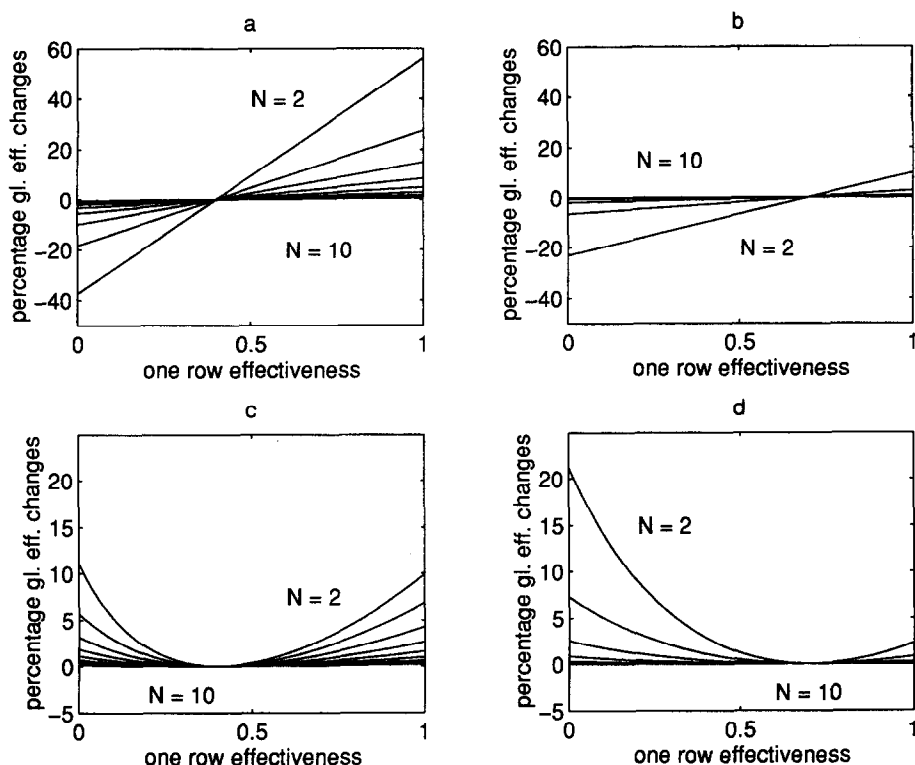 a
percentage gl. eff. changes
60
40
20
0
−20
−40
N = 2
N = 10
0
0.5
1
one row effectiveness
b
percentage gl. eff. changes
60
40
20
0
−20
−40
N = 10
N = 2
0
0.5
1
one row effectiveness
c
percentage gl. eff. changes
20
15
10
5
0
−5
N = 2
N = 10
0
0.5
1
one row effectiveness
d
percentage gl. eff. changes
20
15
10
5
0
−5
N = 2
N = 10
0
0.5
1
one row effectiveness